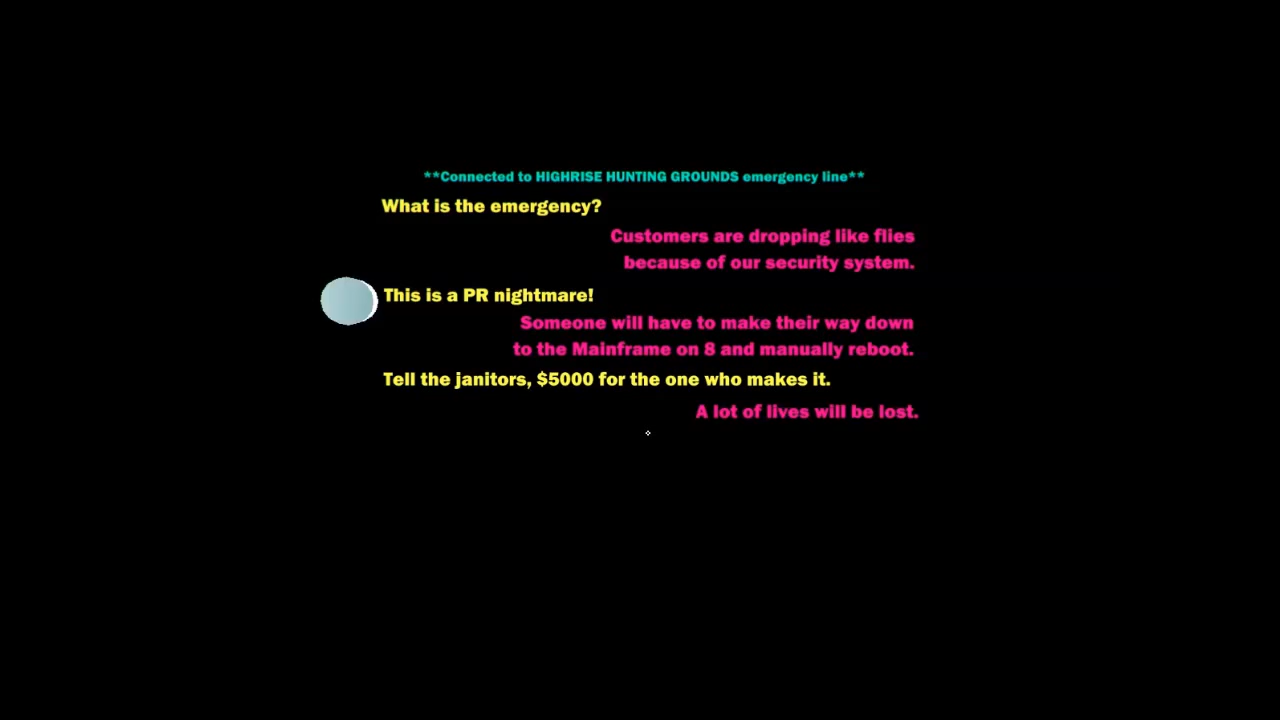 **Connected to HIGHRISE HUNTING GROUNDS emergency line**
What is the emergency?
Customers are dropping like flies
because of our security system.
This is a PR nightmare!
Someone will have to make their way down
to the Mainframe on 8 and manually reboot.
Tell the janitors, $5000 for the one who makes it.
A lot of lives will be lost.